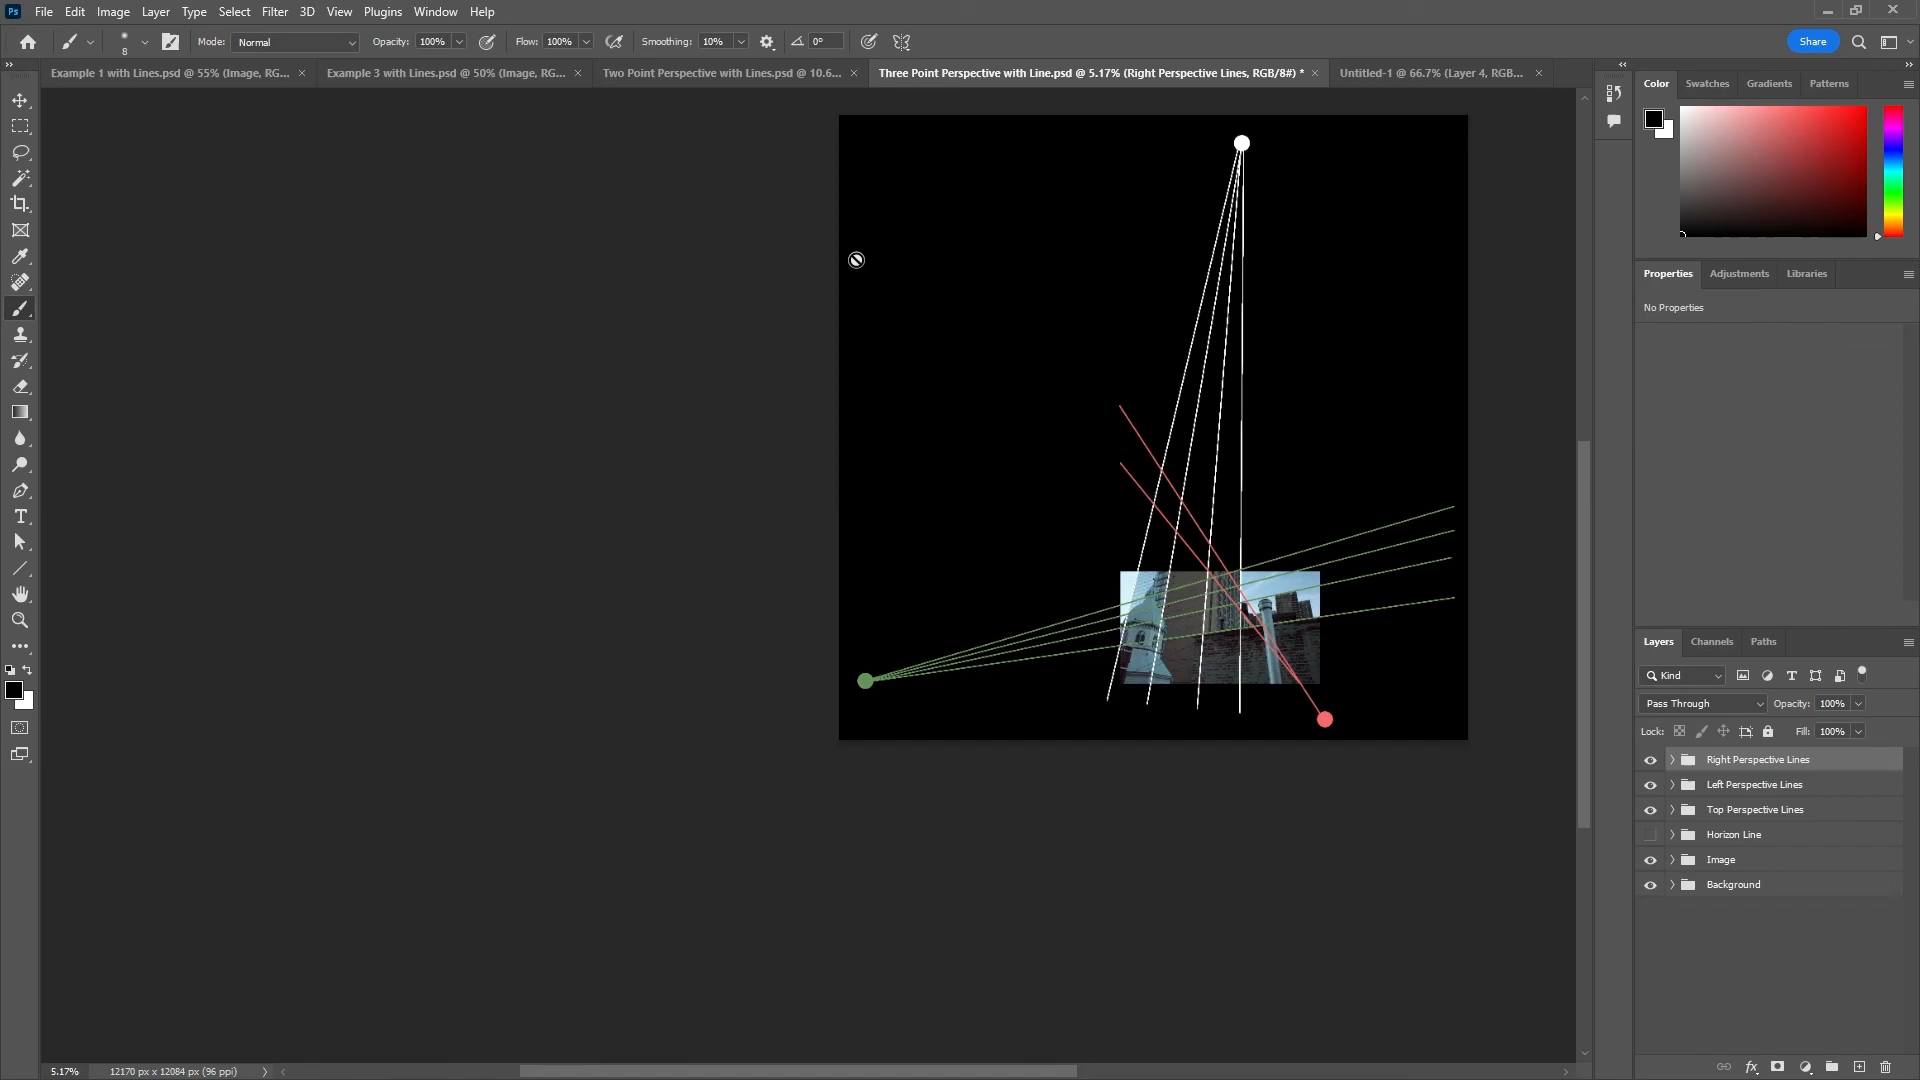 Ps File Edit Image Layer Type Select Filter 3D View Plugins Window Help
8 Mode: Normal Opacity: 100% Flow: 100% Smoothing: 10% 0° Share
Example 1 with Lines.psd @ 55% (Image, RG... Example 3 with Lines.psd @ 50% (Image, RG... Two Point Perspective with Lines.psd @ 10.6... Three Point Perspective with Line.psd @ 5.17% (Right Perspective Lines, RGB/8#) * Untitled-1 @ 66.7% (Layer 4, RGB...
Color Swatches Gradients Patterns
Properties Adjustments Libraries
No Properties
Layers Channels Paths
Kind
Pass Through Opacity: 100%
Lock: Fill: 100%
Right Perspective Lines
Left Perspective Lines
Top Perspective Lines
Horizon Line
Image
Background
5.17% 12170 px x 12084 px (96 ppi)